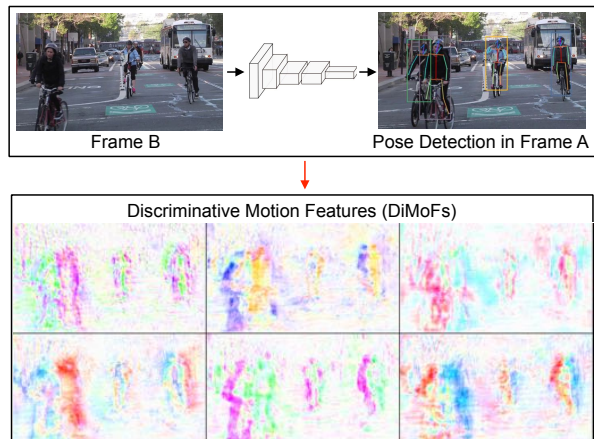 Frame B
Pose Detection in Frame A
Discriminative Motion Features (DiMoFs)